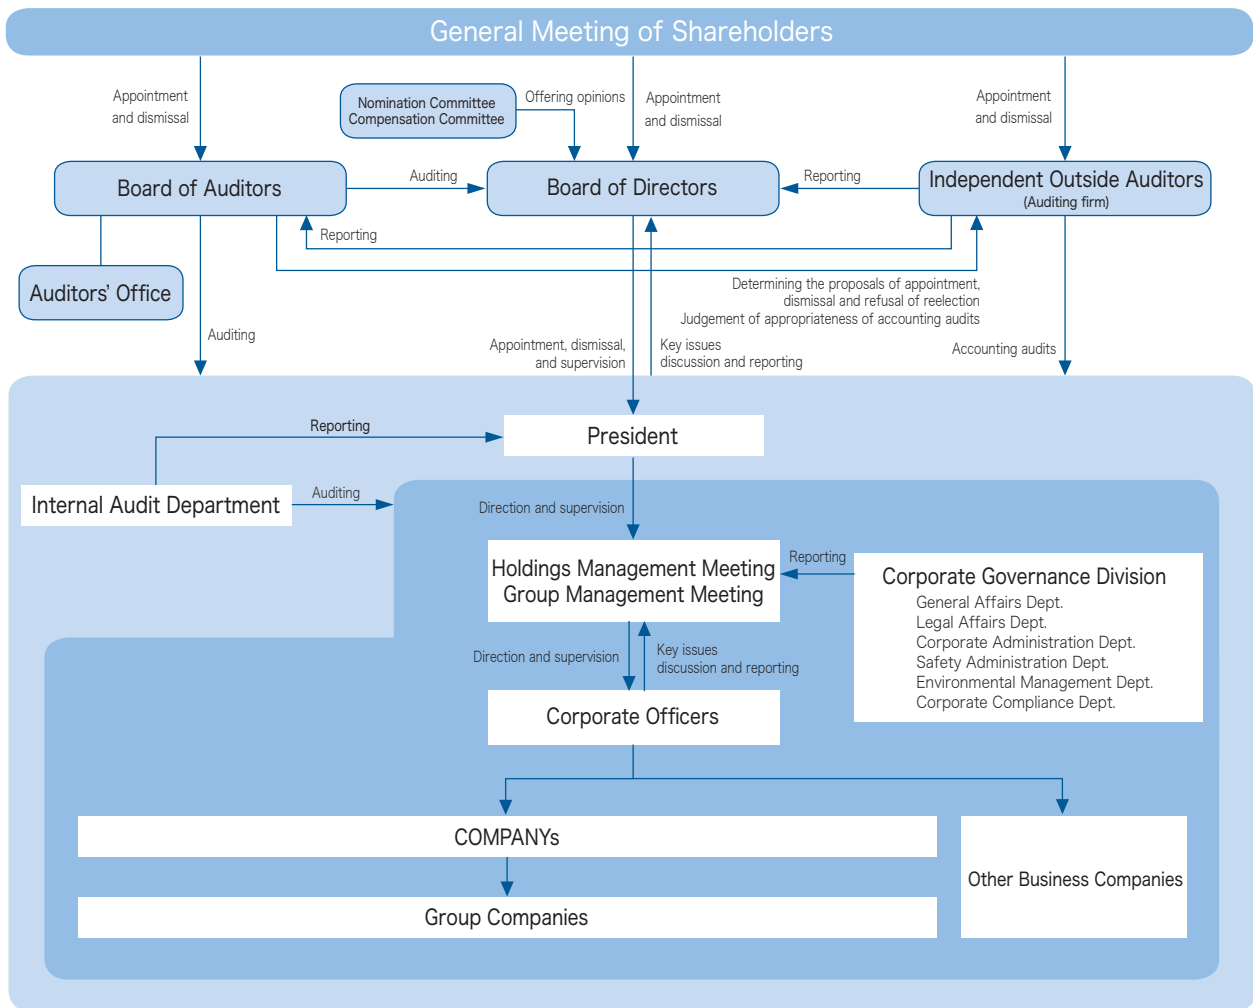 General Meeting of Shareholders
Appointment
and dismissal
Nomination Committee
Compensation Committee
Offering opinions
Appointment
and dismissal
Appointment
and dismissal
Board of Auditors
Auditing
Board of Directors
Reporting
Independent Outside Auditors
(Auditing firm)
Reporting
Auditors’ Office
Determining the proposals of appointment,
dismissal and refusal of reelection
Judgement of appropriateness of accounting audits
Auditing
Appointment, dismissal,
and supervision
Key issues
discussion and reporting
Accounting audits
Reporting
President
Internal Audit Department
Auditing
Direction and supervision
Holdings Management Meeting
Group Management Meeting
Reporting
Corporate Governance Division
General Affairs Dept.
Legal Affairs Dept.
Corporate Administration Dept.
Safety Administration Dept.
Environmental Management Dept.
Corporate Compliance Dept.
Direction and supervision
Key issues
discussion and reporting
Corporate Officers
COMPANYs
Other Business Companies
Group Companies